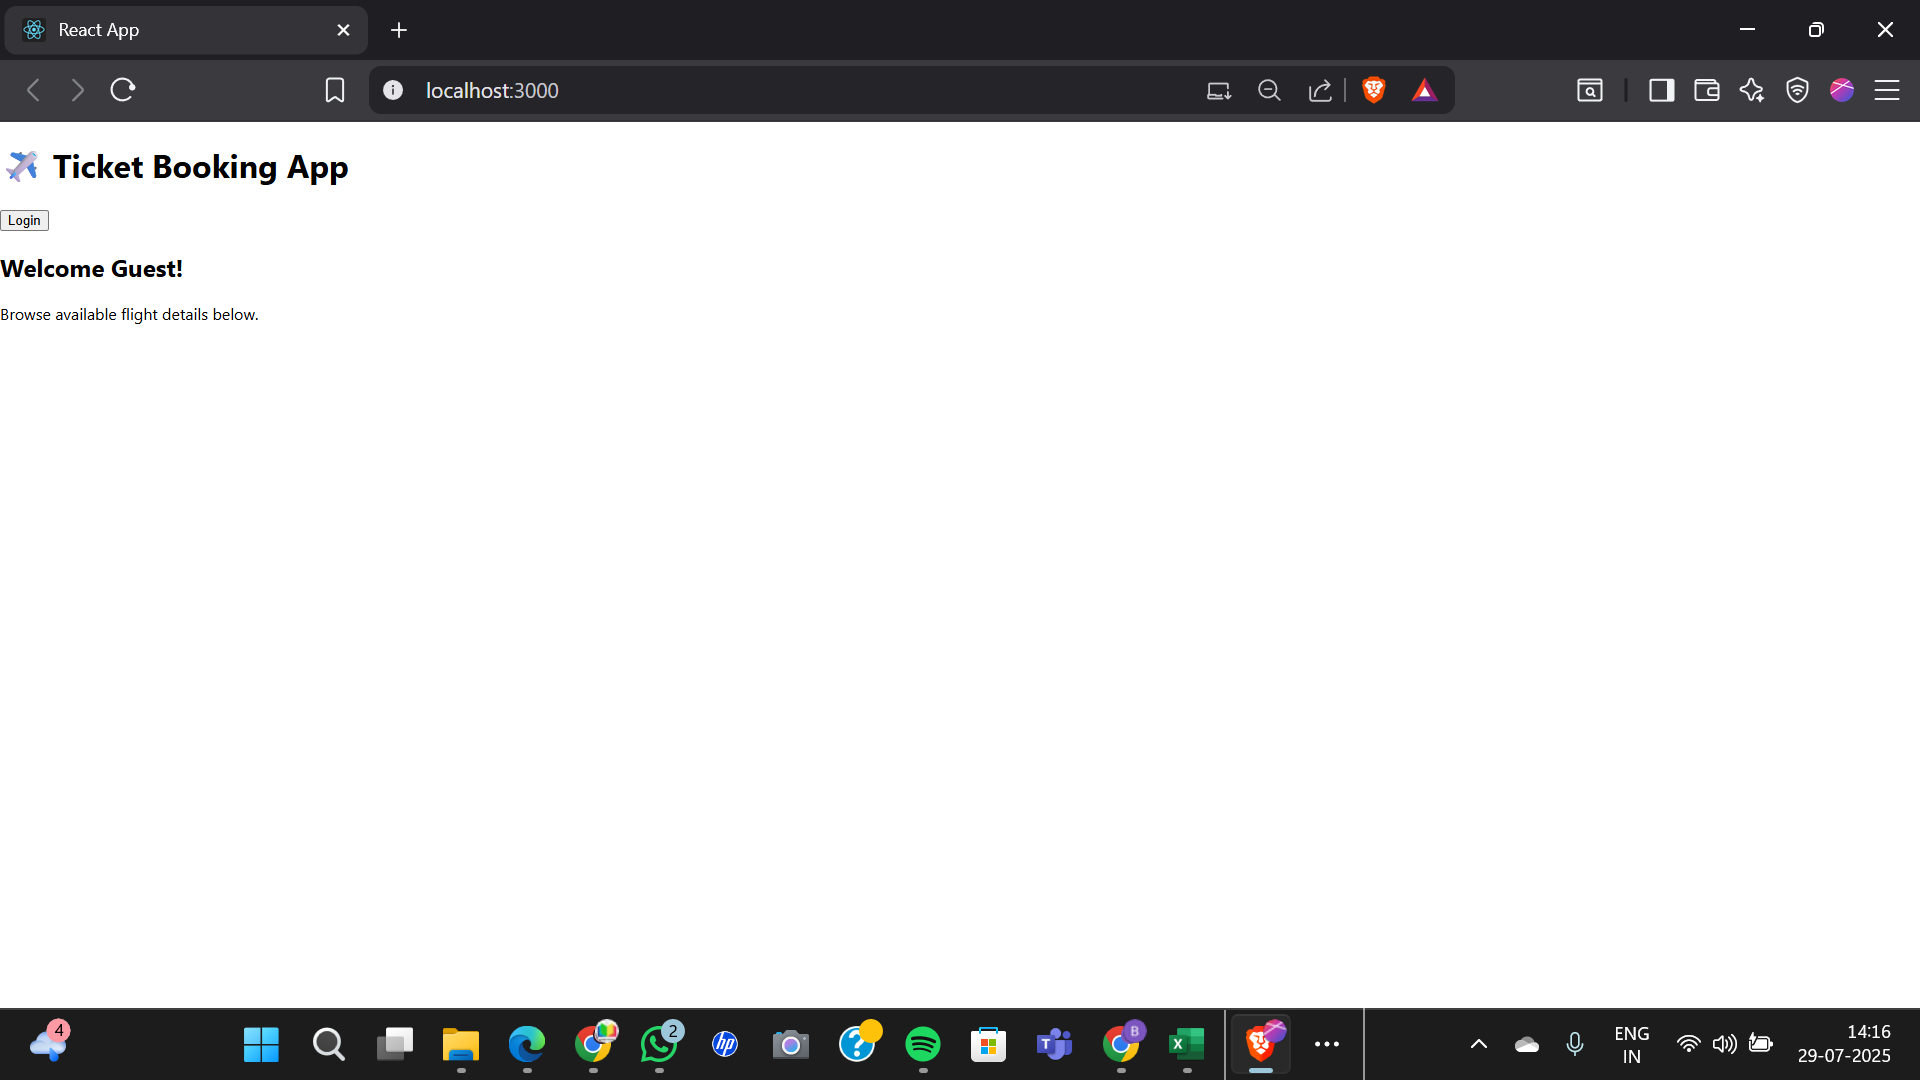 React App
localhost:3000
Ticket Booking App
Login
Welcome Guest!
Browse available flight details below.
4
2
hp
?
T
B
X
ENG
IN
14:16
29-07-2025